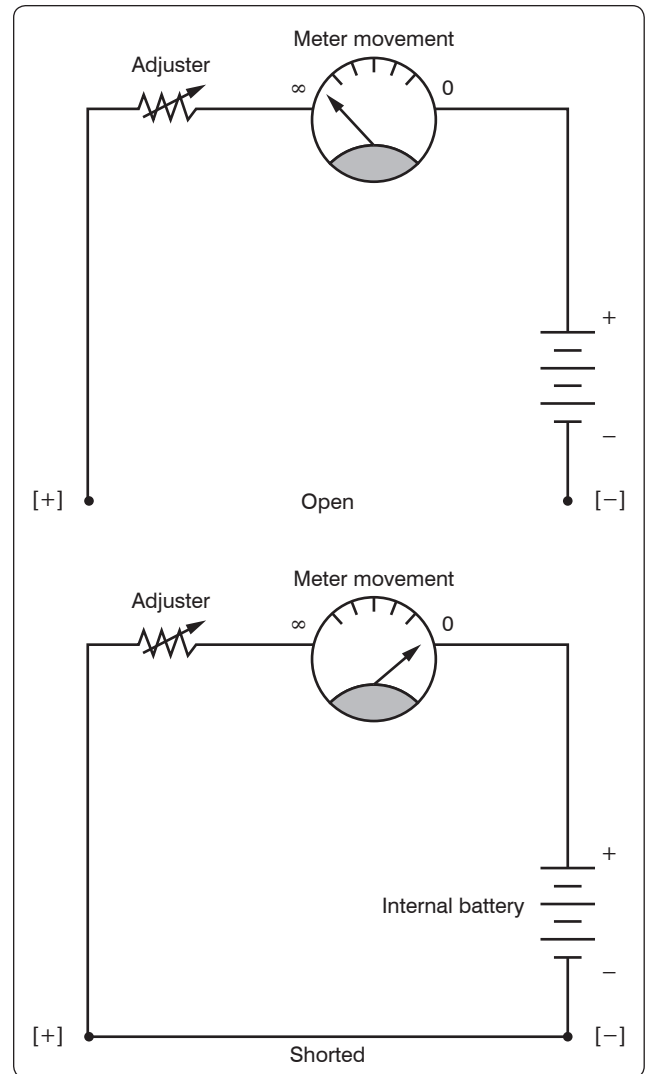 Meter movement
Adjuster
∞
0
+
−
[+]
Open
[−]
Meter movement
Adjuster
∞
0
+
Internal battery
−
[+]
[−]
Shorted